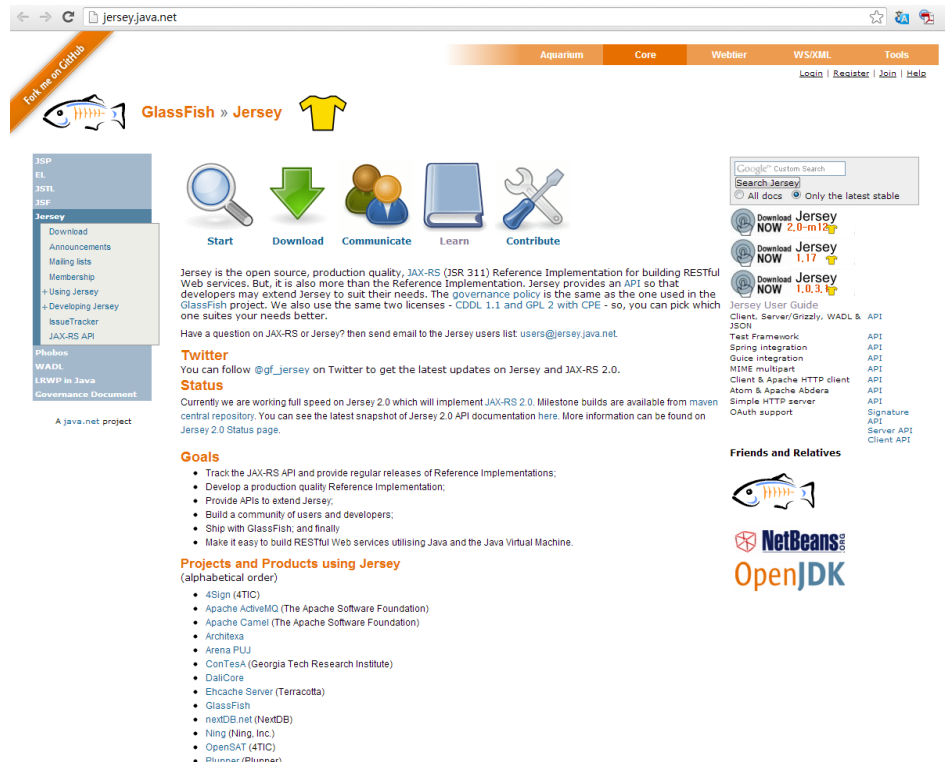 jersey.java.net
Fork me on GitHub
Aquarium Core Webtier WS/XML Tools
Login | Register | Join | Help
GlassFish » Jersey
JSP
EL
JSTL
JSF
Jersey
Download
Announcements
Mailing lists
Membership
+Using Jersey
+Developing Jersey
IssueTracker
JAX-RS API
Phobos
WADL
LRWP in Java
Governance Document
A java.net project
Start Download Communicate Learn Contribute
Jersey is the open source, production quality, JAX-RS (JSR 311) Reference Implementation for building RESTful
Web services. But, it is also more than the Reference Implementation. Jersey provides an API so that
developers may extend Jersey to suit their needs. The governance policy is the same as the one used in the
GlassFish project. We also use the same two licenses - CDDL 1.1 and GPL 2 with CPE - so, you can pick which
one suites your needs better.
Have a question on JAX-RS or Jersey? then send email to the Jersey users list: users@jersey.java.net.
Twitter
You can follow @gf_jersey on Twitter to get the latest updates on Jersey and JAX-RS 2.0.
Status
Currently we are working full speed on Jersey 2.0 which will implement JAX-RS 2.0. Milestone builds are available from maven
central repository. You can see the latest snapshot of Jersey 2.0 API documentation here. More information can be found on
Jersey 2.0 Status page.
Goals
Track the JAX-RS API and provide regular releases of Reference Implementations;
Develop a production quality Reference Implementation;
Provide APIs to extend Jersey;
Build a community of users and developers;
Ship with GlassFish; and finally
Make it easy to build RESTful Web services utilising Java and the Java Virtual Machine.
Projects and Products using Jersey
(alphabetical order)
4Sign (4TIC)
Apache ActiveMQ (The Apache Software Foundation)
Apache Camel (The Apache Software Foundation)
Architexa
Arena PUJ
ConTesA (Georgia Tech Research Institute)
DaliCore
Ehcache Server (Terracotta)
GlassFish
nextDB.net (NextDB)
Ning (Ning, Inc.)
OpenSAT (4TIC)
Plupper (Plupper)
Google™ Custom Search
Search Jersey
All docs Only the latest stable
Download NOW Jersey 2.0-m12
Download NOW Jersey 1.17
Download NOW Jersey 1.0.3.1
Jersey User Guide
Client, Server/Grizzly, WADL & API
JSON
Test Framework API
Spring integration API
Guice integration API
MIME multipart API
Client & Apache HTTP client API
Atom & Apache Abdera API
Simple HTTP server API
OAuth support Signature
API
Server API
Client API
Friends and Relatives
NetBeans.ORG
OpenJDK